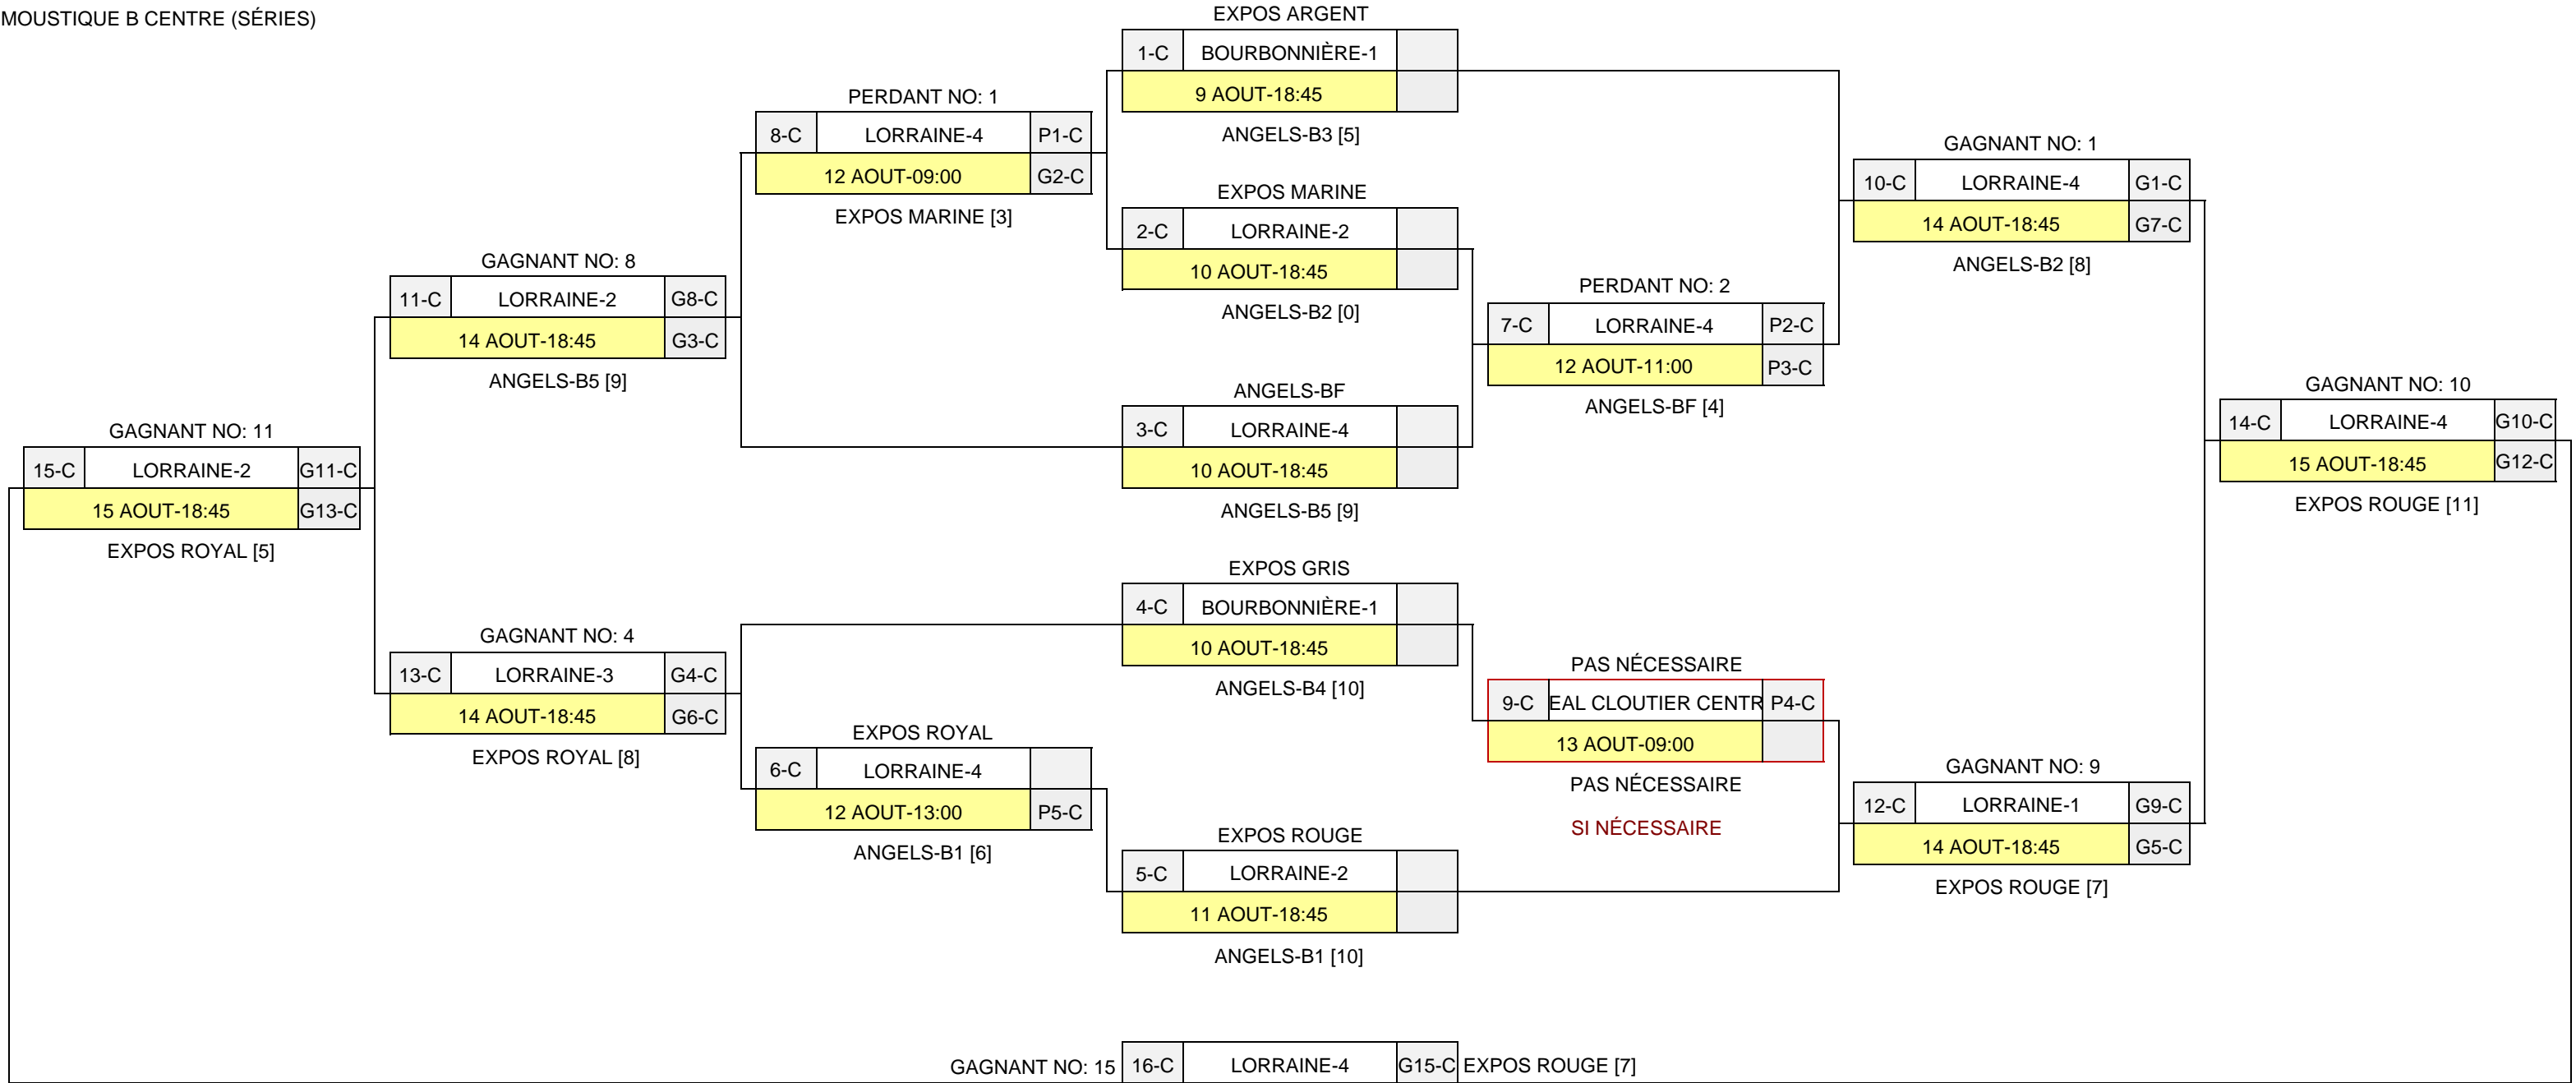 MOUSTIQUE B CENTRE (SÉRIES)
EXPOS ARGENT
1-C BOURBONNIÈRE-1
9 AOUT-18:45
ANGELS-B3 [5]
PERDANT NO: 1
8-C LORRAINE-4 P1-C
12 AOUT-09:00 G2-C
EXPOS MARINE [3]
GAGNANT NO: 1
10-C LORRAINE-4 G1-C
14 AOUT-18:45 G7-C
ANGELS-B2 [8]
EXPOS MARINE
2-C LORRAINE-2
10 AOUT-18:45
ANGELS-B2 [0]
GAGNANT NO: 8
11-C LORRAINE-2 G8-C
14 AOUT-18:45 G3-C
ANGELS-B5 [9]
PERDANT NO: 2
7-C LORRAINE-4 P2-C
12 AOUT-11:00 P3-C
ANGELS-BF [4]
ANGELS-BF
3-C LORRAINE-4
10 AOUT-18:45
ANGELS-B5 [9]
GAGNANT NO: 10
14-C LORRAINE-4 G10-C
15 AOUT-18:45 G12-C
EXPOS ROUGE [11]
GAGNANT NO: 11
15-C LORRAINE-2 G11-C
15 AOUT-18:45 G13-C
EXPOS ROYAL [5]
EXPOS GRIS
4-C BOURBONNIÈRE-1
10 AOUT-18:45
ANGELS-B4 [10]
GAGNANT NO: 4
13-C LORRAINE-3 G4-C
14 AOUT-18:45 G6-C
EXPOS ROYAL [8]
PAS NÉCESSAIRE
9-C EAL CLOUTIER CENTR P4-C
13 AOUT-09:00
PAS NÉCESSAIRE
SI NÉCESSAIRE
EXPOS ROYAL
6-C LORRAINE-4
12 AOUT-13:00 P5-C
ANGELS-B1 [6]
GAGNANT NO: 9
12-C LORRAINE-1 G9-C
14 AOUT-18:45 G5-C
EXPOS ROUGE [7]
EXPOS ROUGE
5-C LORRAINE-2
11 AOUT-18:45
ANGELS-B1 [10]
GAGNANT NO: 15 16-C LORRAINE-4 G15-C EXPOS ROUGE [7]